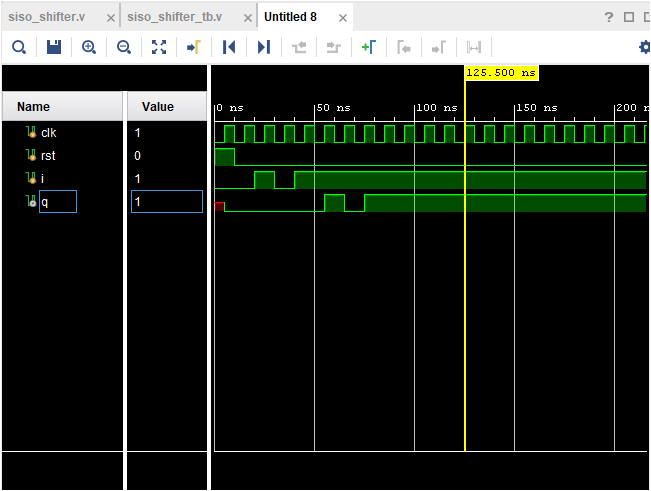 siso_shifter.v × siso_shifter_tb.v × Untitled 8 × ?
125.500 ns
Name Value
0 ns 50 ns 100 ns 150 ns 200 n
clk 1
rst 0
i 1
q 1